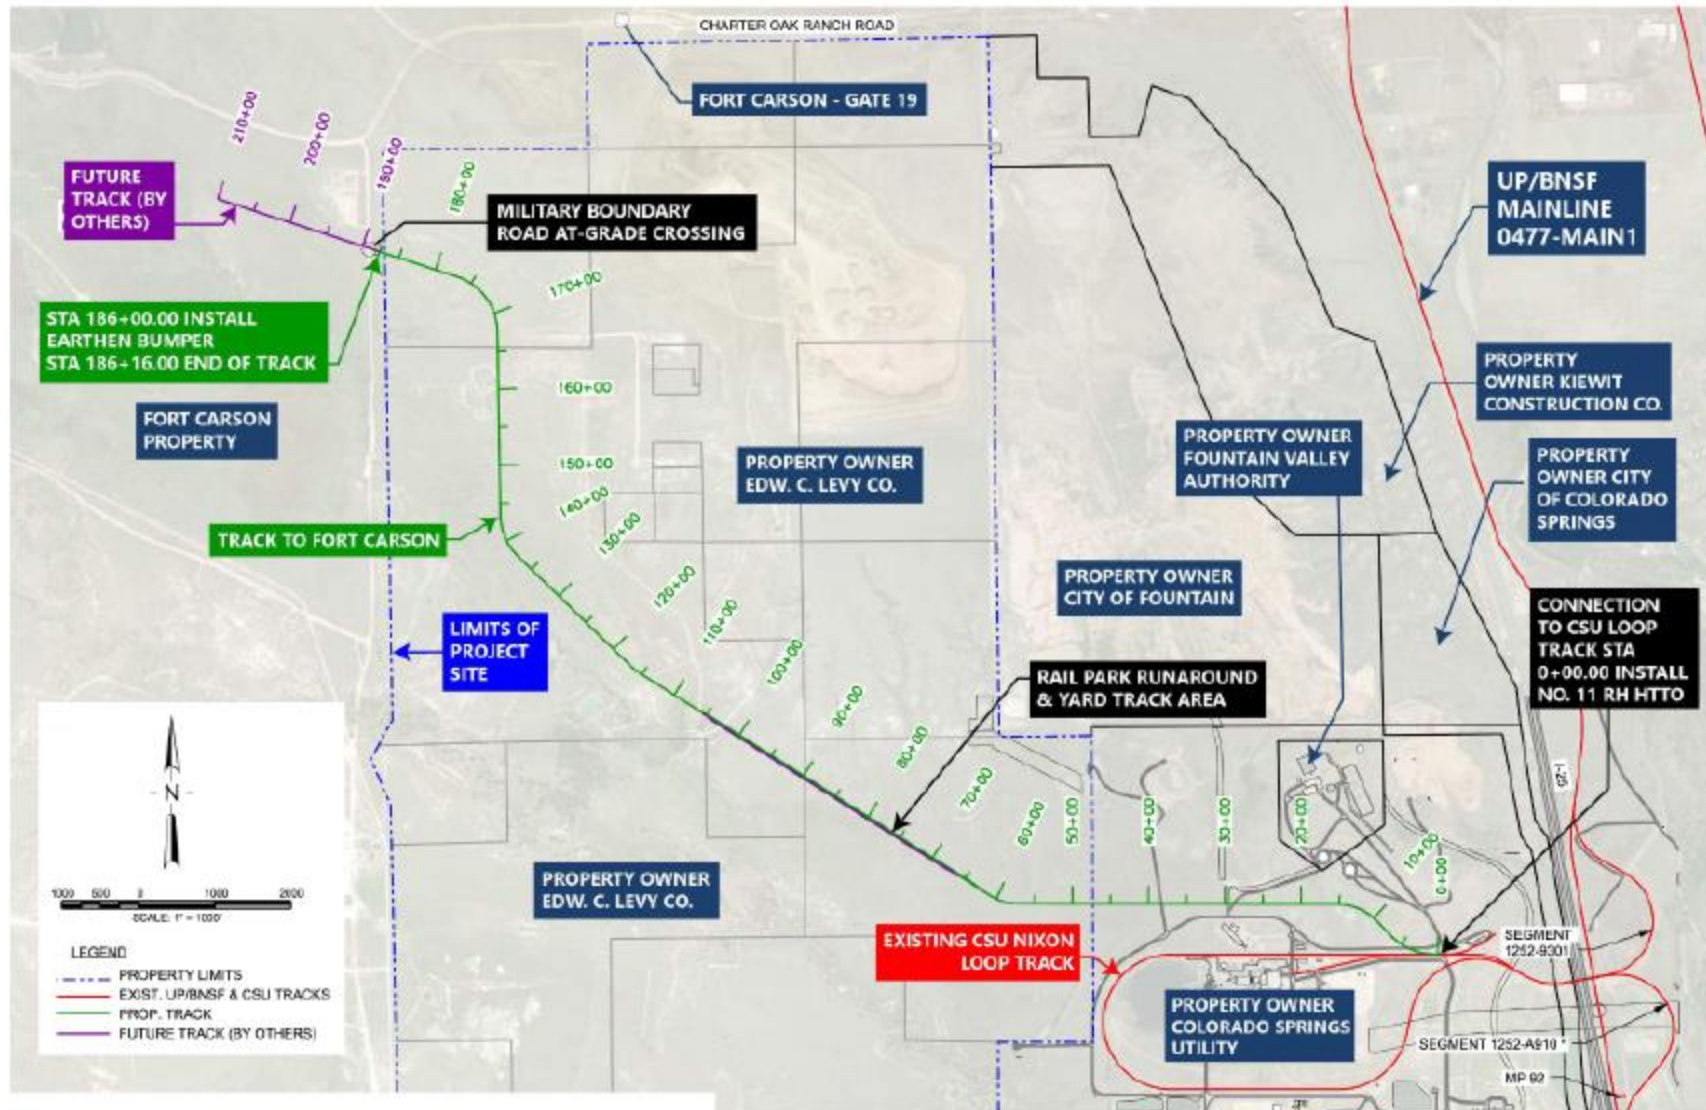 CHARTER OAK RANCH ROAD
FORT CARSON - GATE 19
210+00
200+00
190+00
180+00
FUTURE
TRACK (BY
OTHERS)
MILITARY BOUNDARY
ROAD AT-GRADE CROSSING
UP/BNSF
MAINLINE
0477-MAIN1
170+00
STA 186+00.00 INSTALL
EARTHEN BUMPER
STA 186+16.00 END OF TRACK
160+00
PROPERTY
OWNER KIEWIT
CONSTRUCTION CO.
FORT CARSON
PROPERTY
PROPERTY OWNER
EDW. C. LEVY CO.
PROPERTY OWNER
FOUNTAIN VALLEY
AUTHORITY
PROPERTY
OWNER CITY
OF COLORADO
SPRINGS
150+00
140+00
130+00
TRACK TO FORT CARSON
120+00
110+00
PROPERTY OWNER
CITY OF FOUNTAIN
CONNECTION
TO CSU LOOP
TRACK STA
0+00.00 INSTALL
NO. 11 RH HTTO
LIMITS OF
PROJECT
SITE
100+00
RAIL PARK RUNAROUND
& YARD TRACK AREA
90+00
80+00
70+00
60+00
50+00
40+00
30+00
20+00
10+00
0+00
I-25
N
1000 500 0 1000 2000
SCALE: 1" = 1000'
LEGEND
PROPERTY LIMITS
EXIST. UP/BNSF & CSU TRACKS
PROP. TRACK
FUTURE TRACK (BY OTHERS)
PROPERTY OWNER
EDW. C. LEVY CO.
EXISTING CSU NIXON
LOOP TRACK
SEGMENT
1252-9301
PROPERTY OWNER
COLORADO SPRINGS
UTILITY
SEGMENT 1252-A910
MP 92